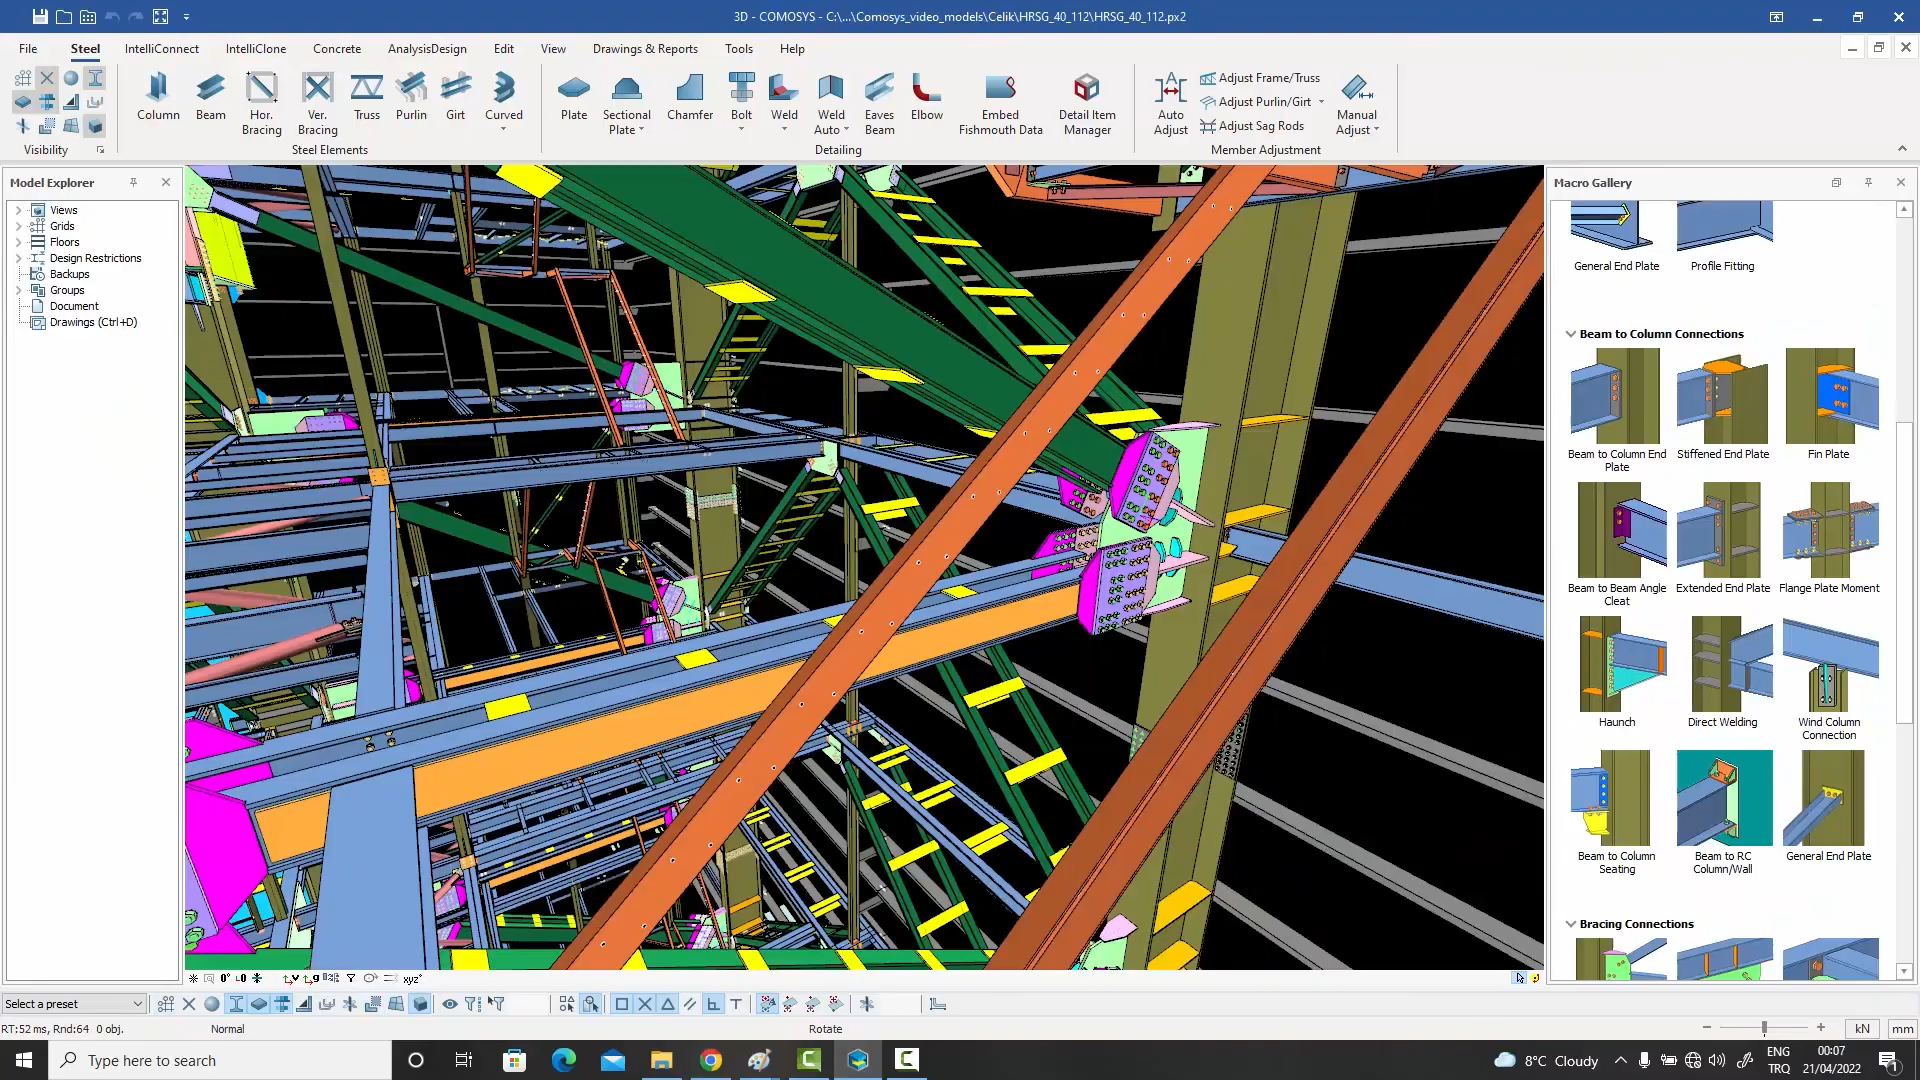 3D - COMOSYS - C:\...\Comosys_video_models\Celik\HRSG_40_112\HRSG_40_112.px2
File
Steel
IntelliConnect
IntelliClone
Concrete
AnalysisDesign
Edit
View
Drawings & Reports
Tools
Help
Column
Beam
Hor.
Bracing
Ver.
Bracing
Truss
Purlin
Girt
Curved
Plate
Sectional
Plate
Chamfer
Bolt
Weld
Weld
Auto
Eaves
Beam
Elbow
Embed
Fishmouth Data
Detail Item
Manager
Auto
Adjust
Adjust Frame/Truss
Adjust Purlin/Girt
Adjust Sag Rods
Manual
Adjust
Visibility
Steel Elements
Detailing
Member Adjustment
Model Explorer
Views
Grids
Floors
Design Restrictions
Backups
Groups
Document
Drawings (Ctrl+D)
Macro Gallery
General End Plate
Profile Fitting
Beam to Column Connections
Beam to Column End
Plate
Stiffened End Plate
Fin Plate
Beam to Beam Angle
Cleat
Extended End Plate
Flange Plate Moment
Haunch
Direct Welding
Wind Column
Connection
Beam to Column
Seating
Beam to RC
Column/Wall
General End Plate
Bracing Connections
xyz°
Select a preset
RT:52 ms, Rnd:64 0 obj.
Normal
Rotate
kN
mm
Type here to search
8°C Cloudy
ENG
TRQ
00:07
21/04/2022
1